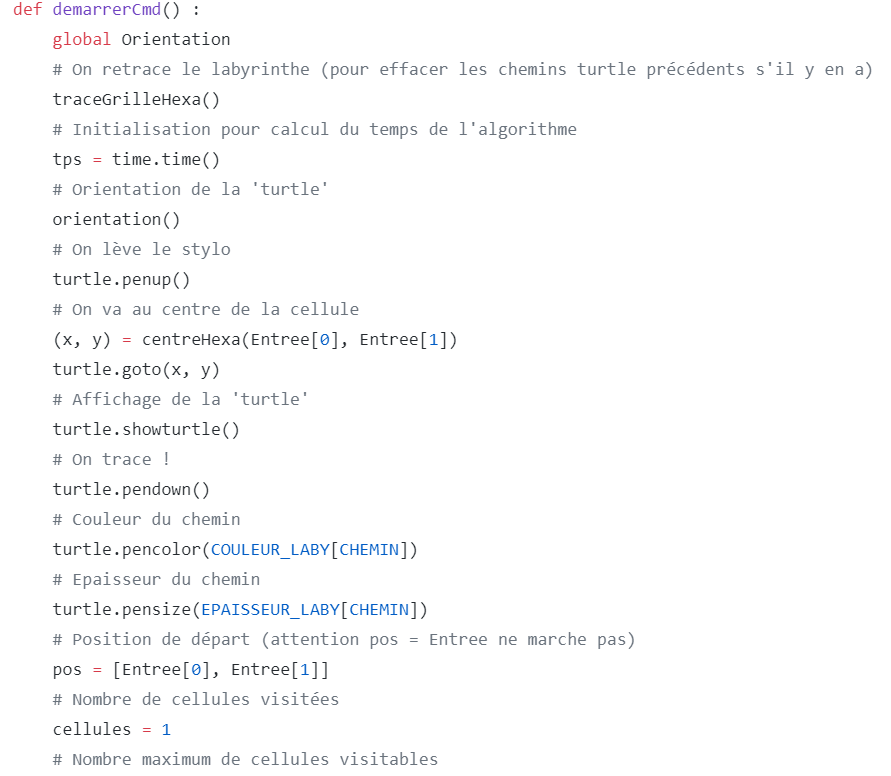 def demarrerCmd() :
    global Orientation
    # On retrace le labyrinthe (pour effacer les chemins turtle précédents s'il y en a)
    traceGrilleHexa()
    # Initialisation pour calcul du temps de l'algorithme
    tps = time.time()
    # Orientation de la 'turtle'
    orientation()
    # On lève le stylo
    turtle.penup()
    # On va au centre de la cellule
    (x, y) = centreHexa(Entree[0], Entree[1])
    turtle.goto(x, y)
    # Affichage de la 'turtle'
    turtle.showturtle()
    # On trace !
    turtle.pendown()
    # Couleur du chemin
    turtle.pencolor(COULEUR_LABY[CHEMIN])
    # Epaisseur du chemin
    turtle.pensize(EPAISSEUR_LABY[CHEMIN])
    # Position de départ (attention pos = Entree ne marche pas)
    pos = [Entree[0], Entree[1]]
    # Nombre de cellules visitées
    cellules = 1
    # Nombre maximum de cellules visitables